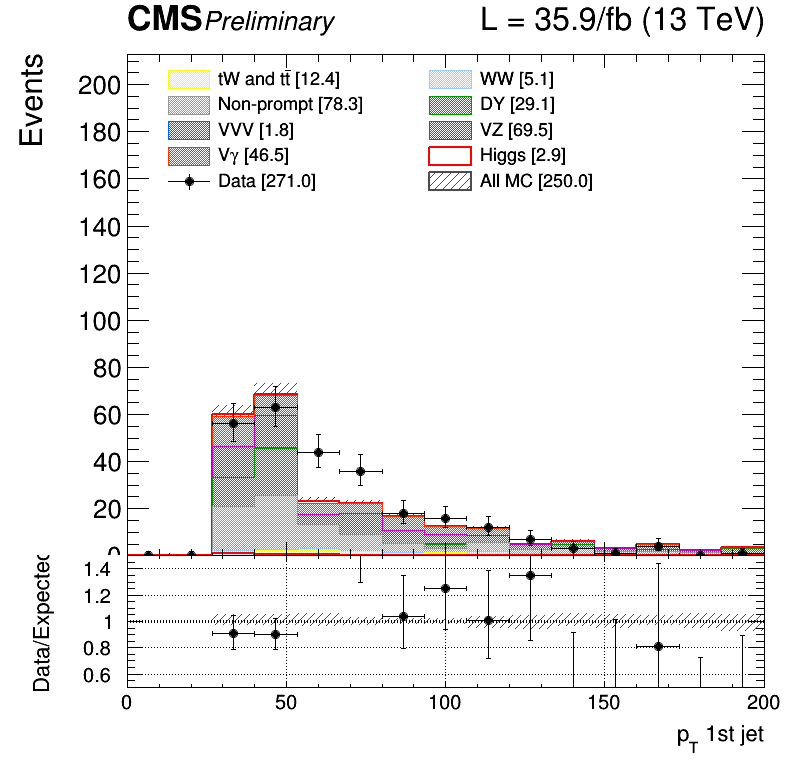 CMS Preliminary L = 35.9/fb (13 TeV)
Events
tW and tt̄ [12.4] WW [5.1]
Non-prompt [78.3] DY [29.1]
VVV [1.8] VZ [69.5]
Vγ [46.5] Higgs [2.9]
Data [271.0] All MC [250.0]
200
180
160
140
120
100
80
60
40
20
0
Data/Expected
1.4
1.2
1
0.8
0.6
0 50 100 150 200
p_T 1st jet